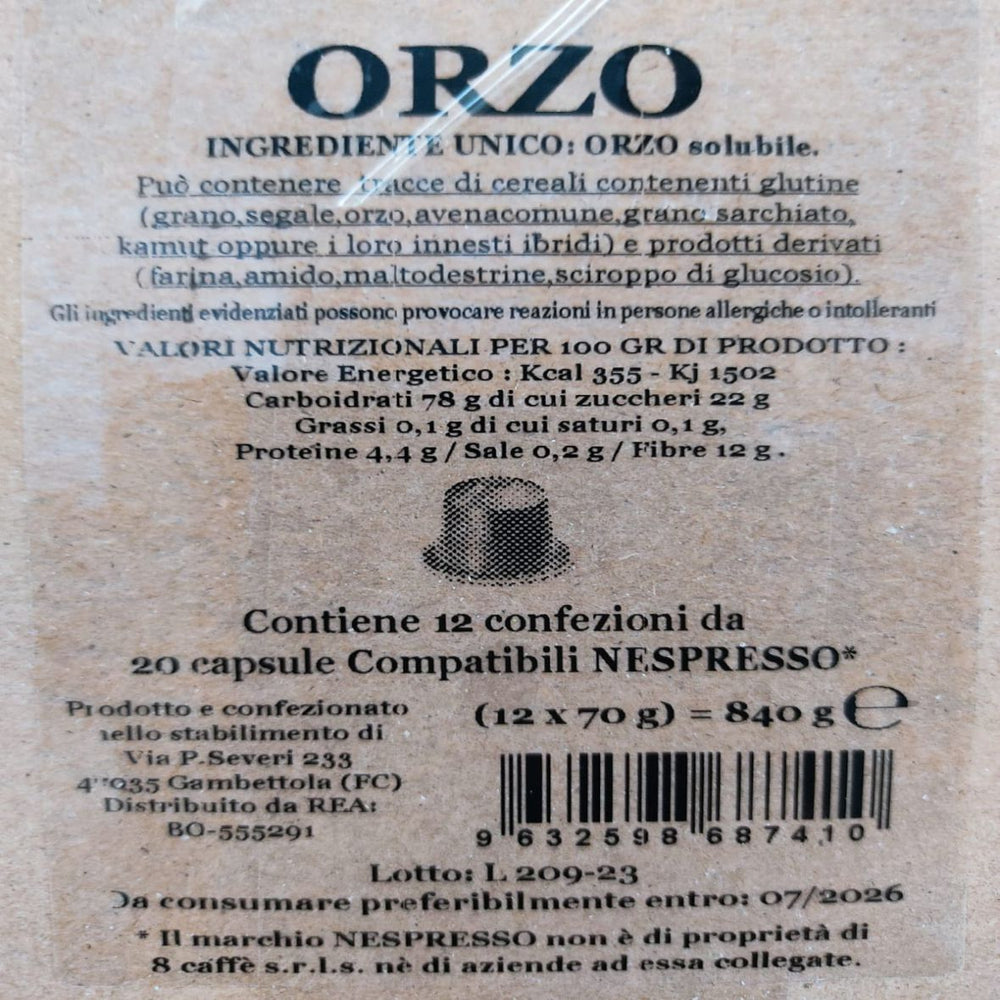 ORZO
INGREDIENTE UNICO: ORZO solubile.
Può contenere tracce di cereali contenenti glutine
(grano,segale,orzo,avenacomune,grano sarchiato,
kamut oppure i loro innesti ibridi) e prodotti derivati
(farina,amido,maltodestrine,sciroppo di glucosio).
Gli ingredienti evidenziati possono provocare reazioni in persone allergiche o intolleranti
VALORI NUTRIZIONALI PER 100 GR DI PRODOTTO :
Valore Energetico : Kcal 355 - Kj 1502
Carboidrati 78 g di cui zuccheri 22 g
Grassi 0,1 g di cui saturi 0,1 g,
Proteine 4,4 g / Sale 0,2 g / Fibre 12 g .
Contiene 12 confezioni da
20 capsule Compatibili NESPRESSO*
Prodotto e confezionato
nello stabilimento di
Via P.Severi 233
Gambettola (FC)
Distribuito da REA:
BO-555291
(12 x 70 g) = 840 g e
9 632598 687410
Lotto: L 209-23
Da consumare preferibilmente entro: 07/2026
* Il marchio NESPRESSO non è di proprietà di
8 caffè s.r.l.s. nè di aziende ad essa collegate.